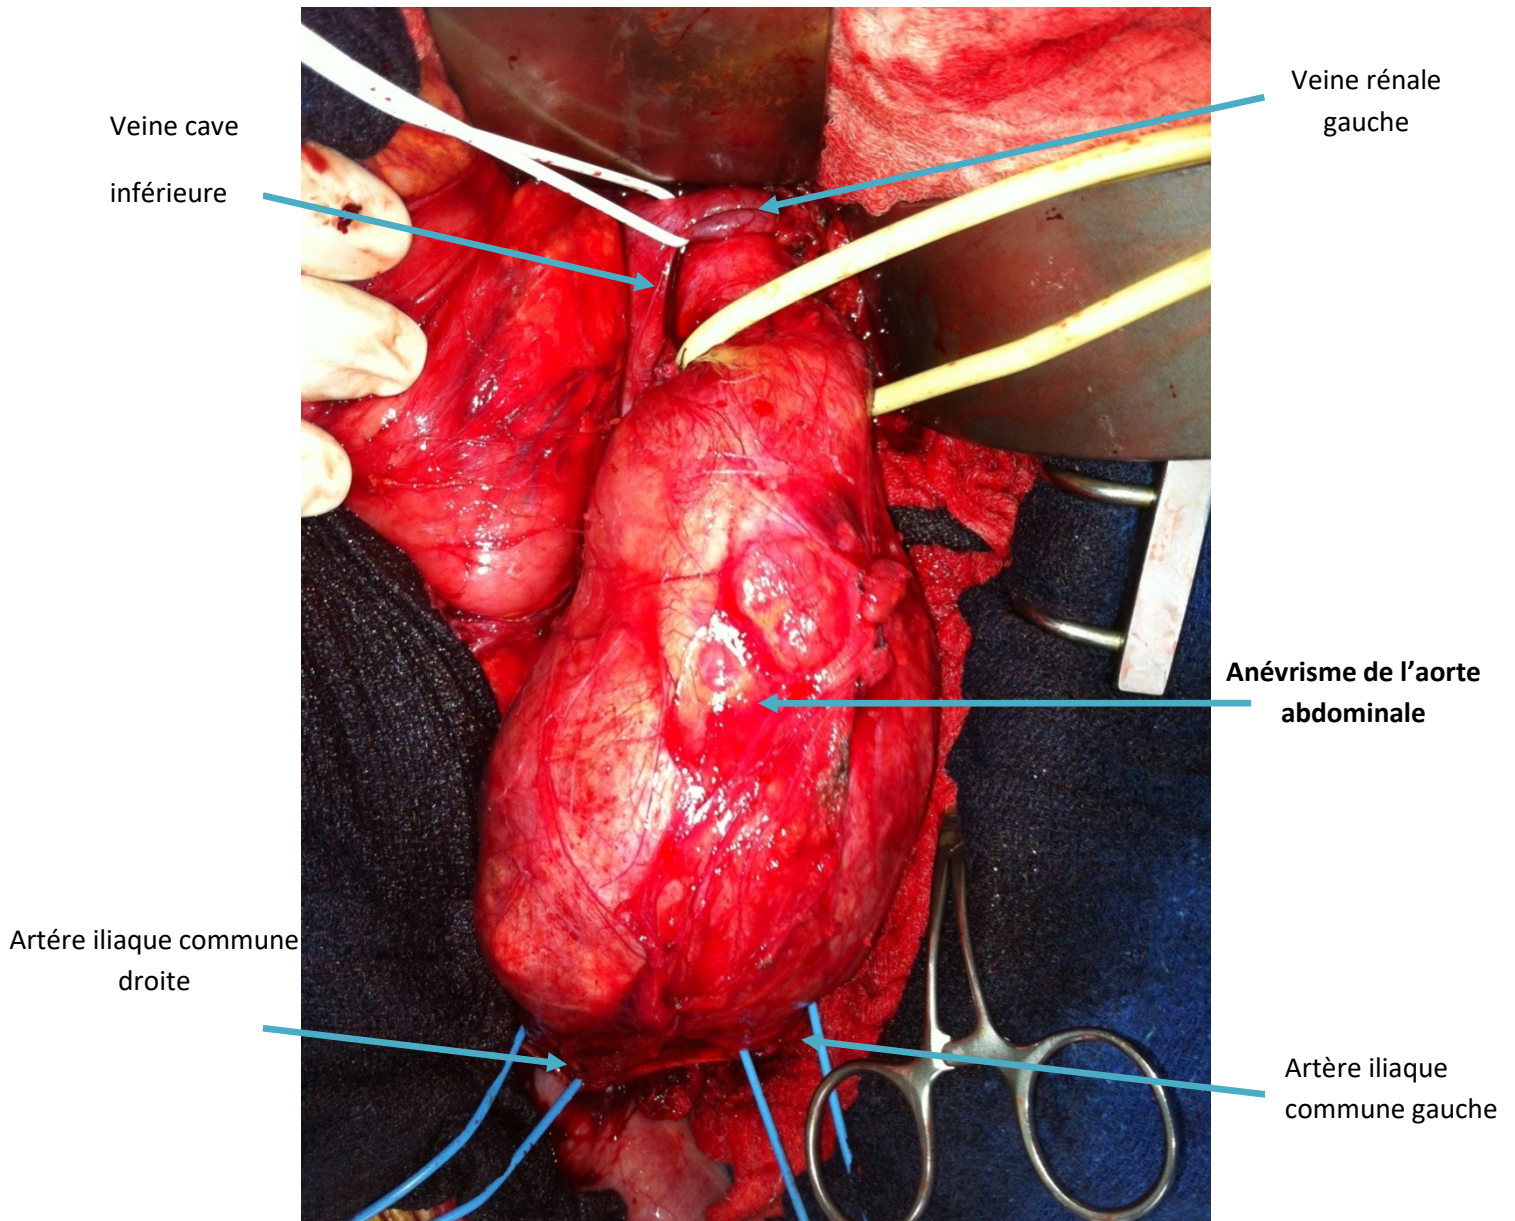 Veine rénale
gauche
Veine cave
inférieure
Anévrisme de l’aorte
abdominale
Artére iliaque commune
droite
Artère iliaque
commune gauche